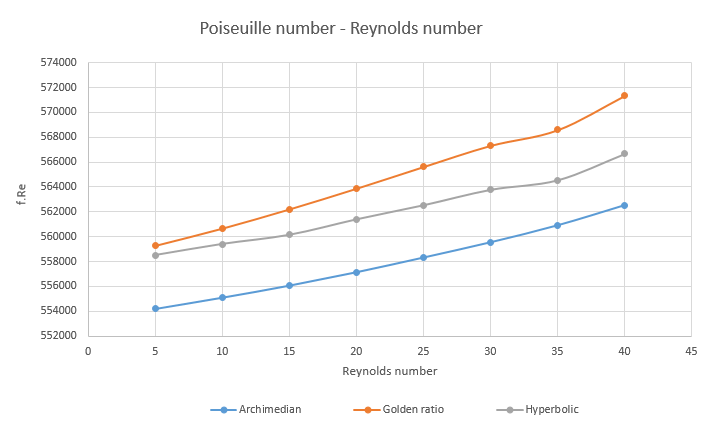 Poiseuille number - Reynolds number
574000
572000
570000
568000
566000
564000
562000
560000
558000
556000
554000
552000
f.Re
0 5 10 15 20 25 30 35 40 45
Reynolds number
Archimedian Golden ratio Hyperbolic